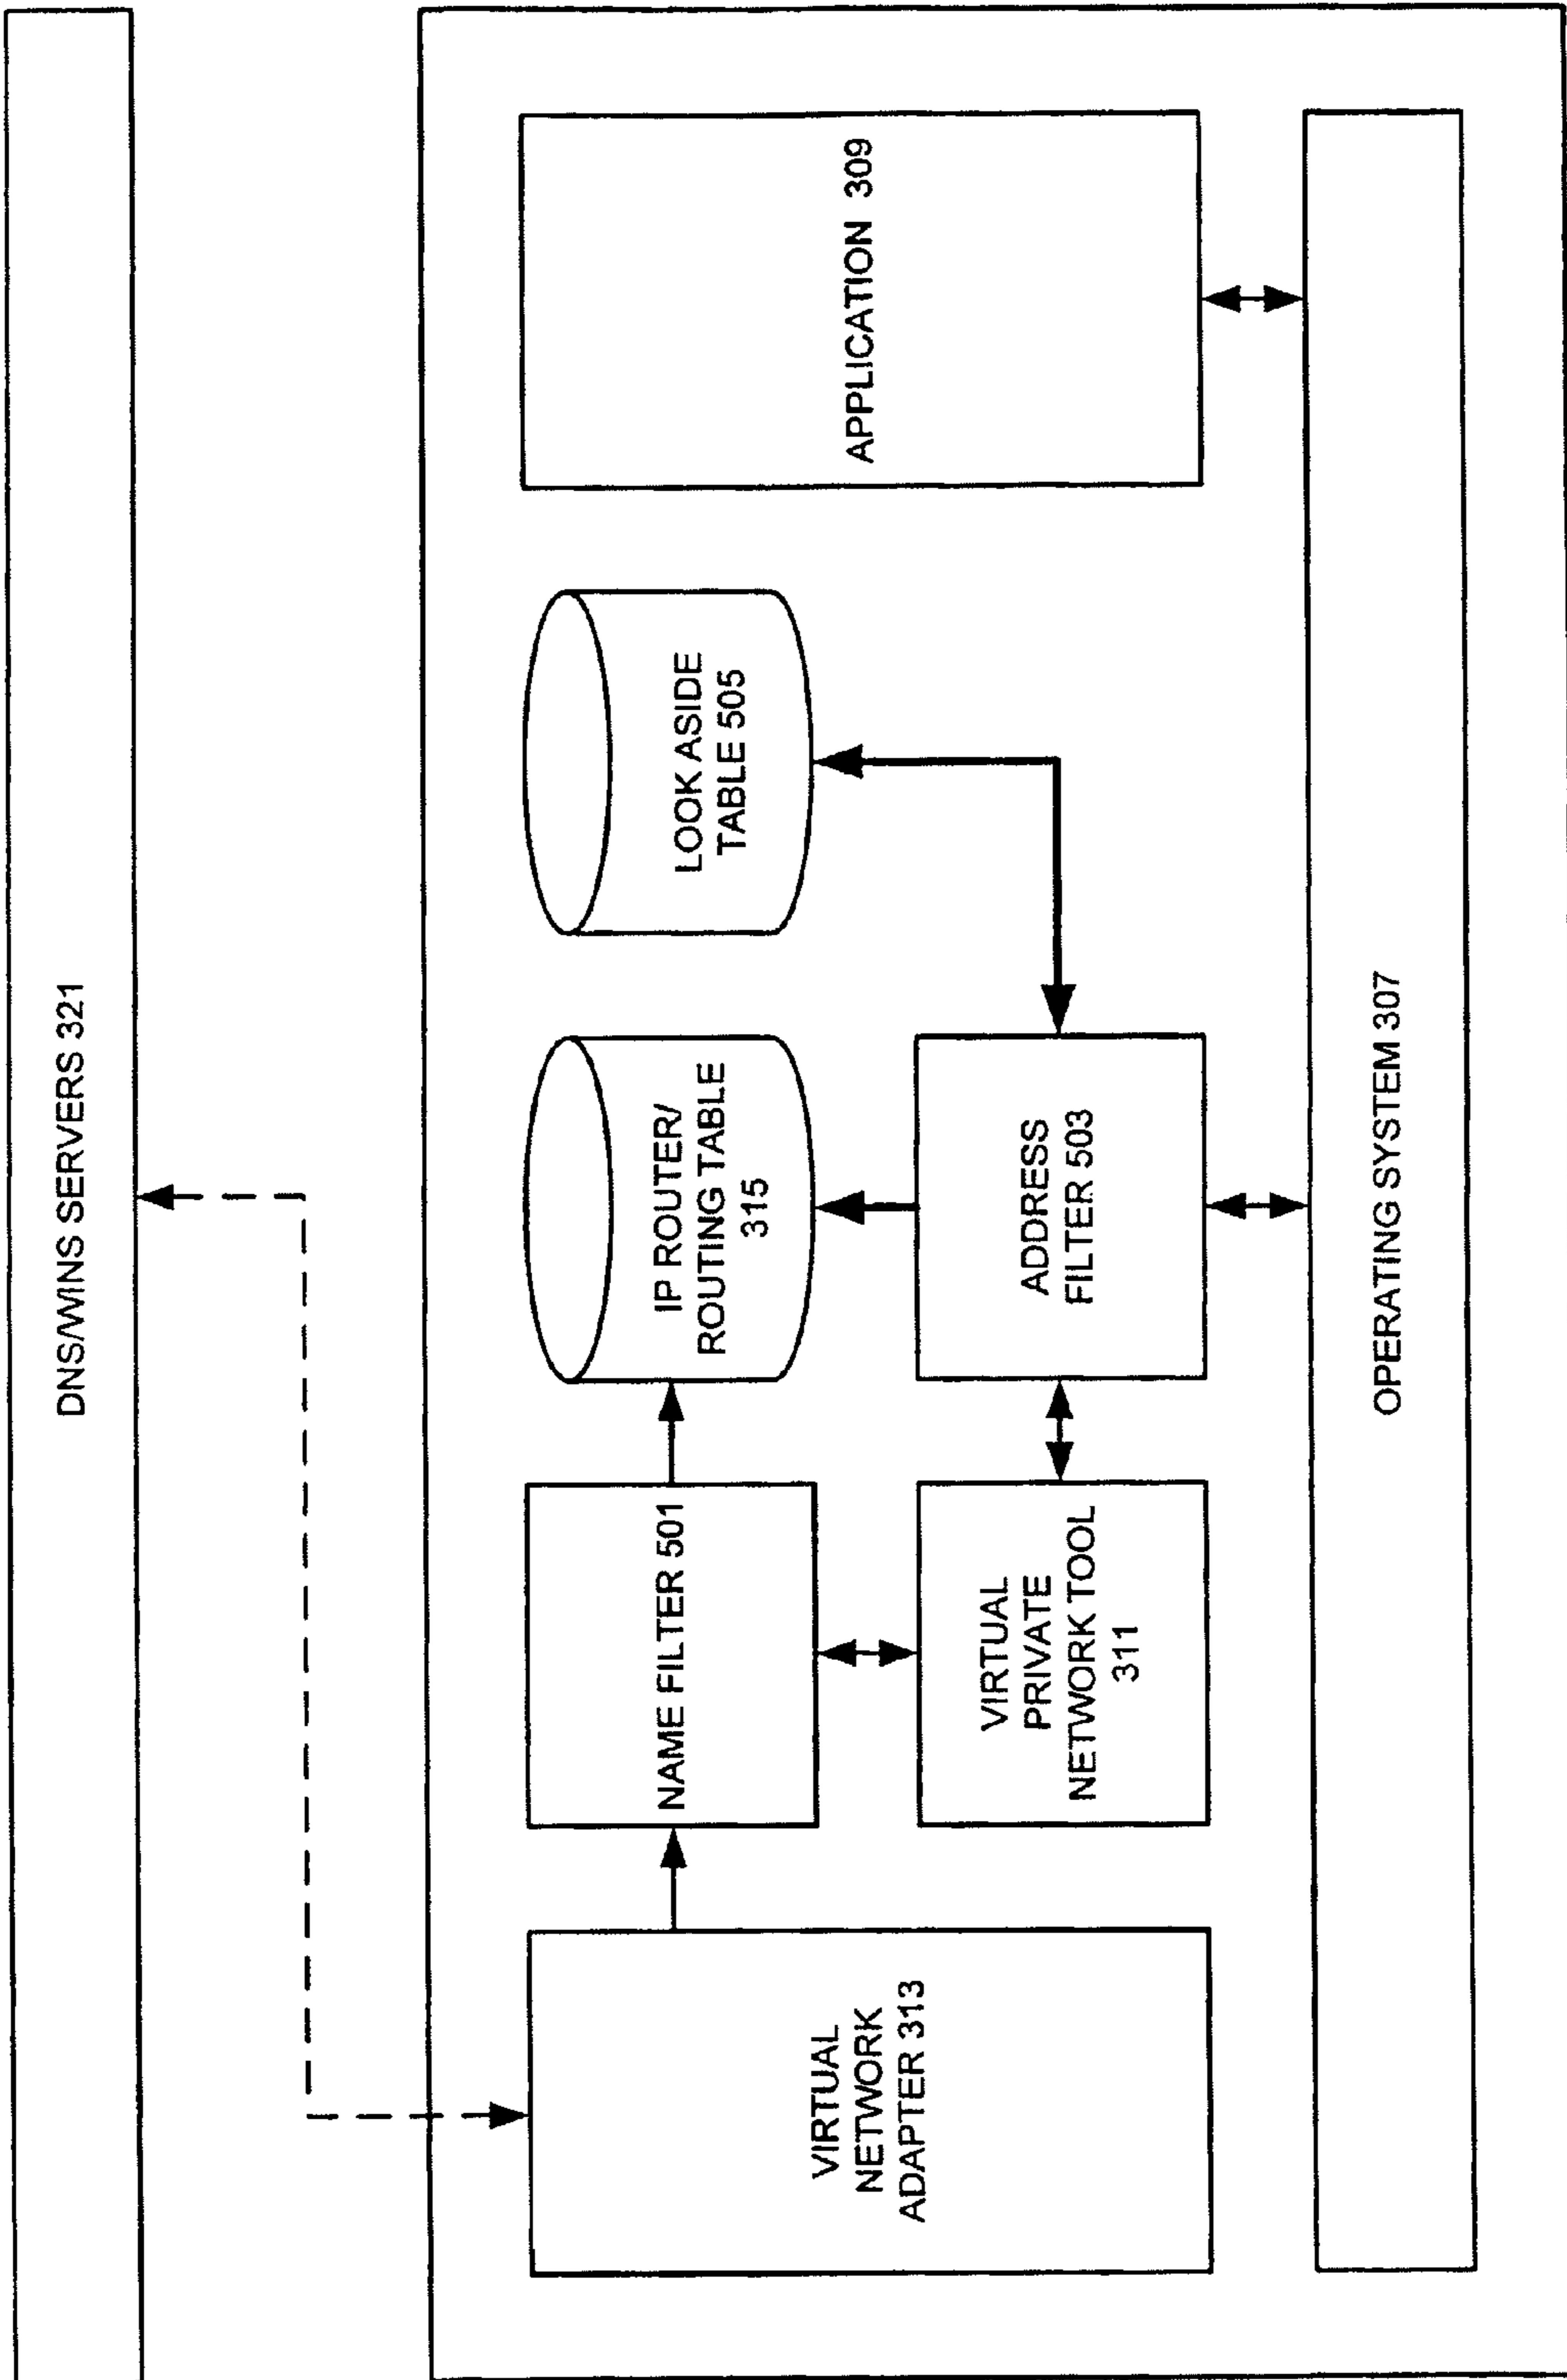 DNS/WINS SERVERS 321
VIRTUAL
NETWORK
ADAPTER 313
NAME FILTER 501
VIRTUAL
PRIVATE
NETWORK TOOL
311
IP ROUTER/
ROUTING TABLE
315
ADDRESS
FILTER 503
LOOK ASIDE
TABLE 505
APPLICATION 309
OPERATING SYSTEM 307